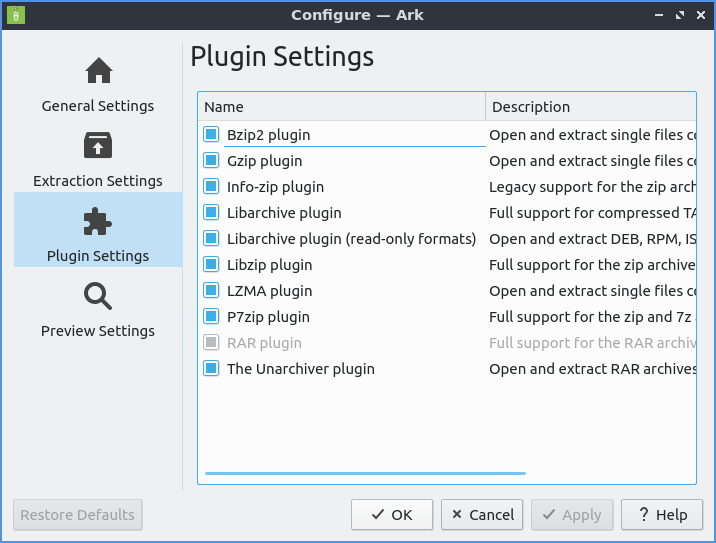 Configure — Ark
General Settings
Extraction Settings
Plugin Settings
Preview Settings
Plugin Settings
Name Description
Bzip2 plugin Open and extract single files
Gzip plugin Open and extract single files
Info-zip plugin Legacy support for the zip
Libarchive plugin Full support for compressed
Libarchive plugin (read-only formats) Open and extract DEB, RPM,
Libzip plugin Full support for the zip archive
LZMA plugin Open and extract single files
P7zip plugin Full support for the zip and 7z
RAR plugin Full support for the RAR
The Unarchiver plugin Open and extract RAR archives
Restore Defaults OK Cancel Apply ? Help